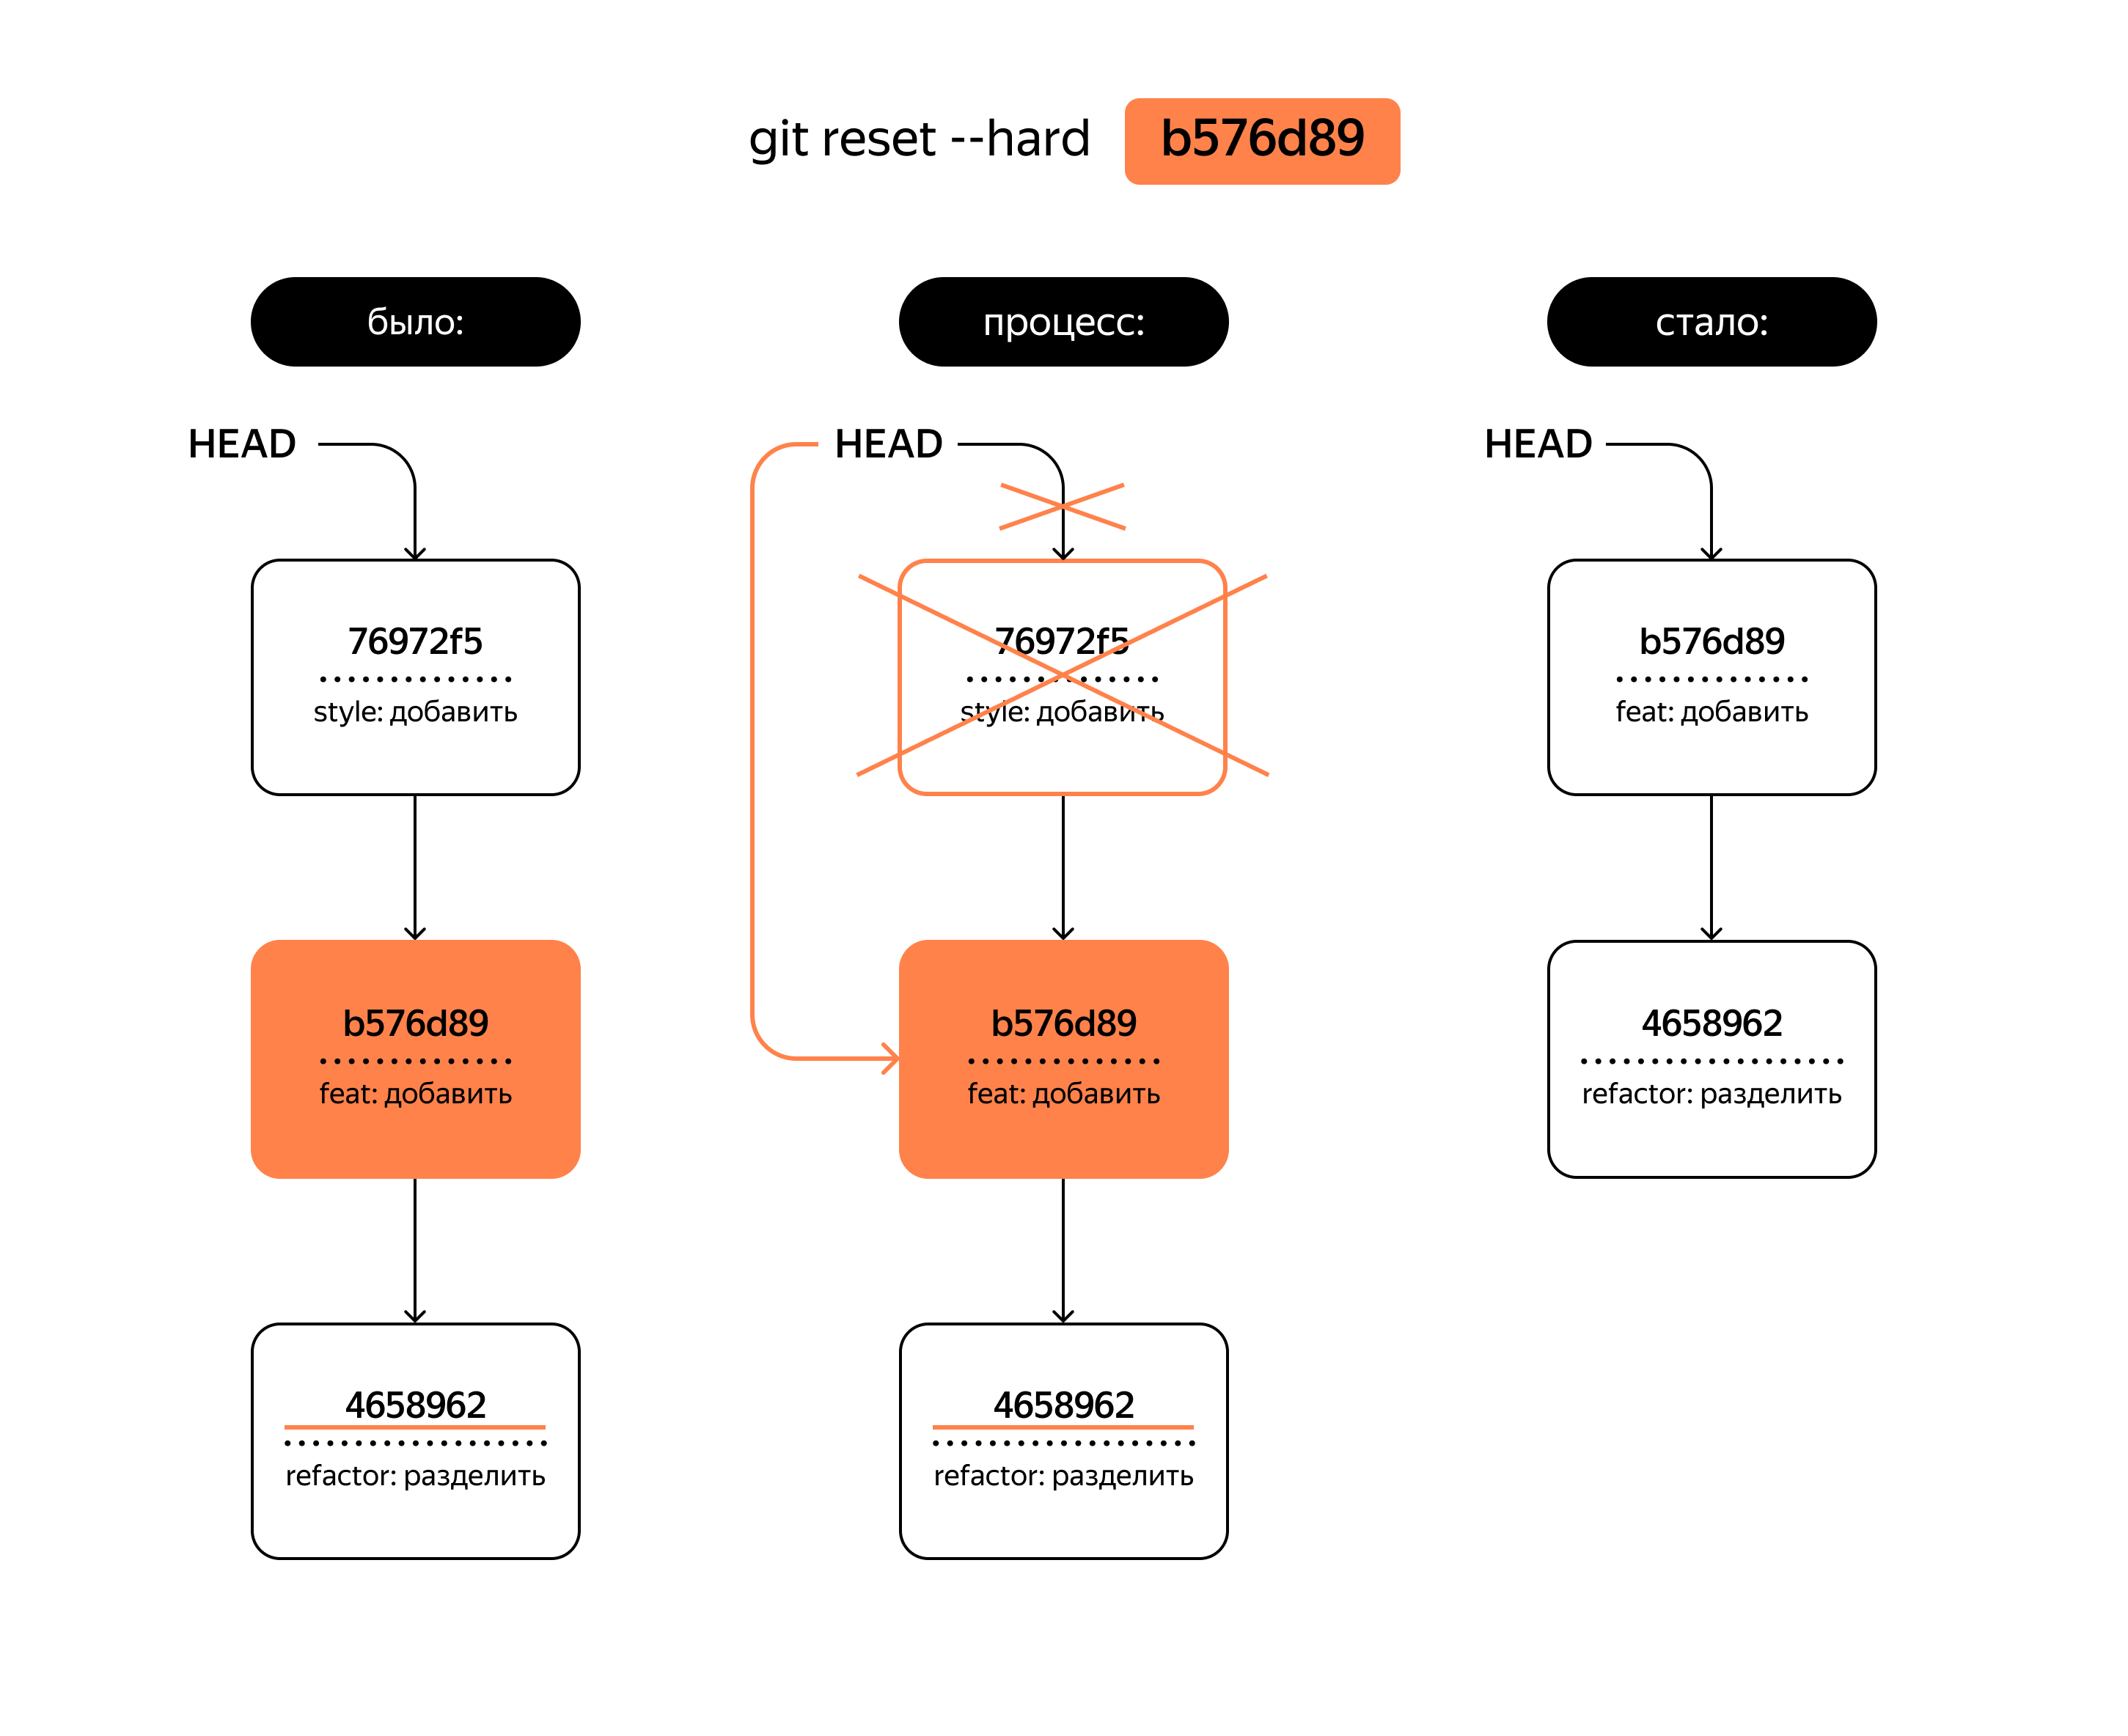 git reset --hard b576d89
было:
HEAD
76972f5
style: добавить
b576d89
feat: добавить
4658962
refactor: разделить
процесс:
HEAD
76972f5
style: добавить
b576d89
feat: добавить
4658962
refactor: разделить
стало:
HEAD
b576d89
feat: добавить
4658962
refactor: разделить